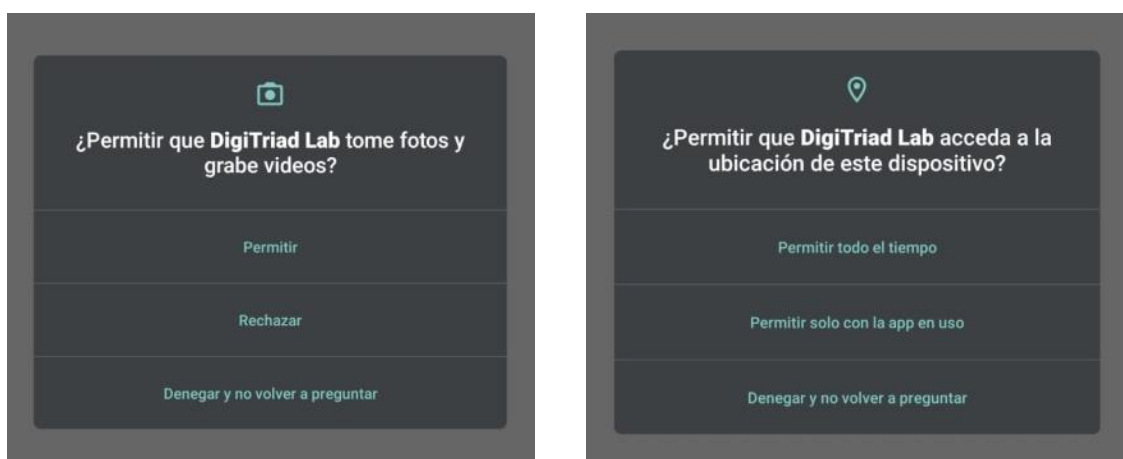 ¿Permitir que DigiTriad Lab tome fotos y
grabe videos?
Permitir
Rechazar
Denegar y no volver a preguntar
¿Permitir que DigiTriad Lab acceda a la
ubicación de este dispositivo?
Permitir todo el tiempo
Permitir solo con la app en uso
Denegar y no volver a preguntar